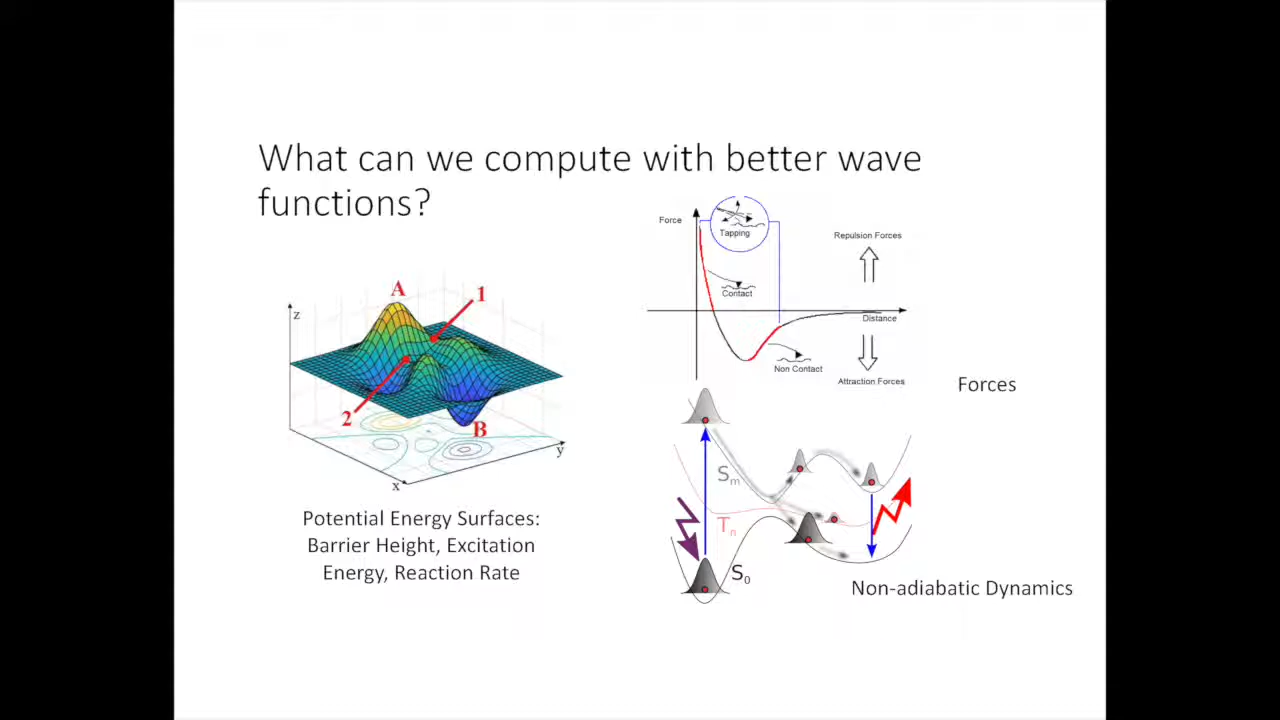 What can we compute with better wave
functions?
Force
Tapping
Repulsion Forces
Contact
Distance
Non Contact
Attraction Forces
Forces
A
1
z
2
B
y
x
Potential Energy Surfaces:
Barrier Height, Excitation
Energy, Reaction Rate
Sm
Tn
S0
Non-adiabatic Dynamics